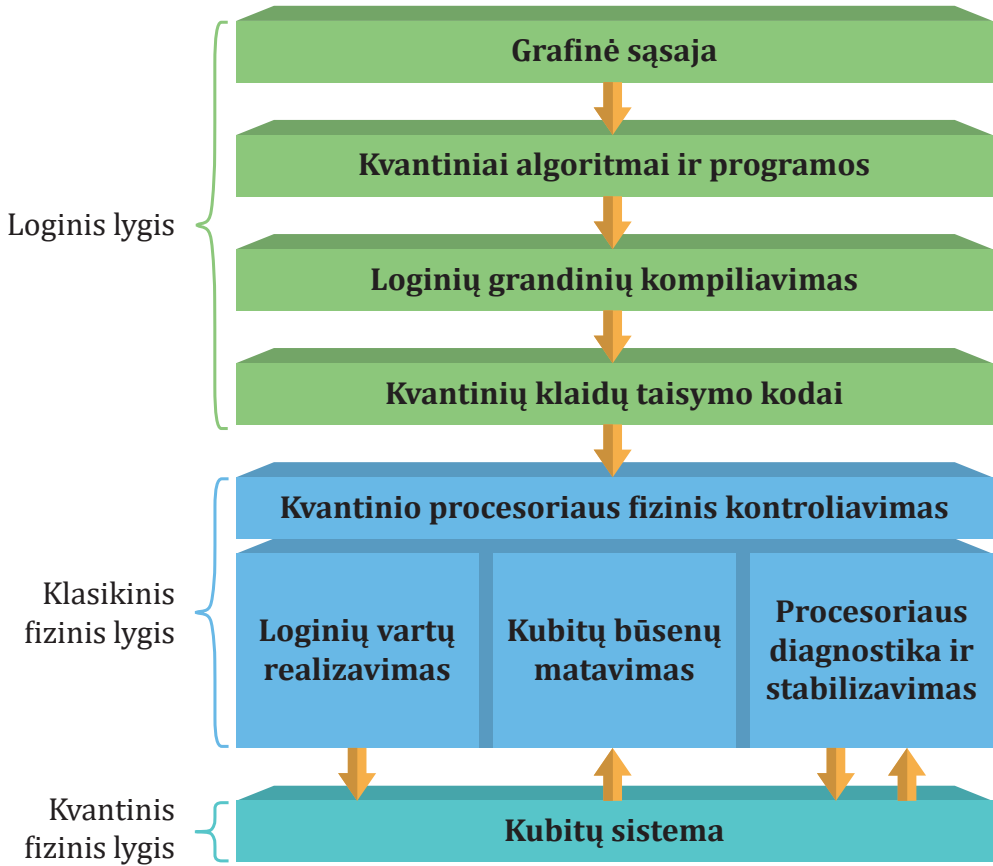 Grafinė sąsaja
Kvantiniai algoritmai ir programos
Loginis lygis
Loginių grandinių kompiliavimas
Kvantinių klaidų taisymo kodai
Kvantinio procesoriaus fizinis kontroliavimas
Klasikinis
fizinis lygis
Loginių vartų
realizavimas
Kubitų būsenų
matavimas
Procesoriaus
diagnostika ir
stabilizavimas
Kvantinis
fizinis lygis
Kubitų sistema